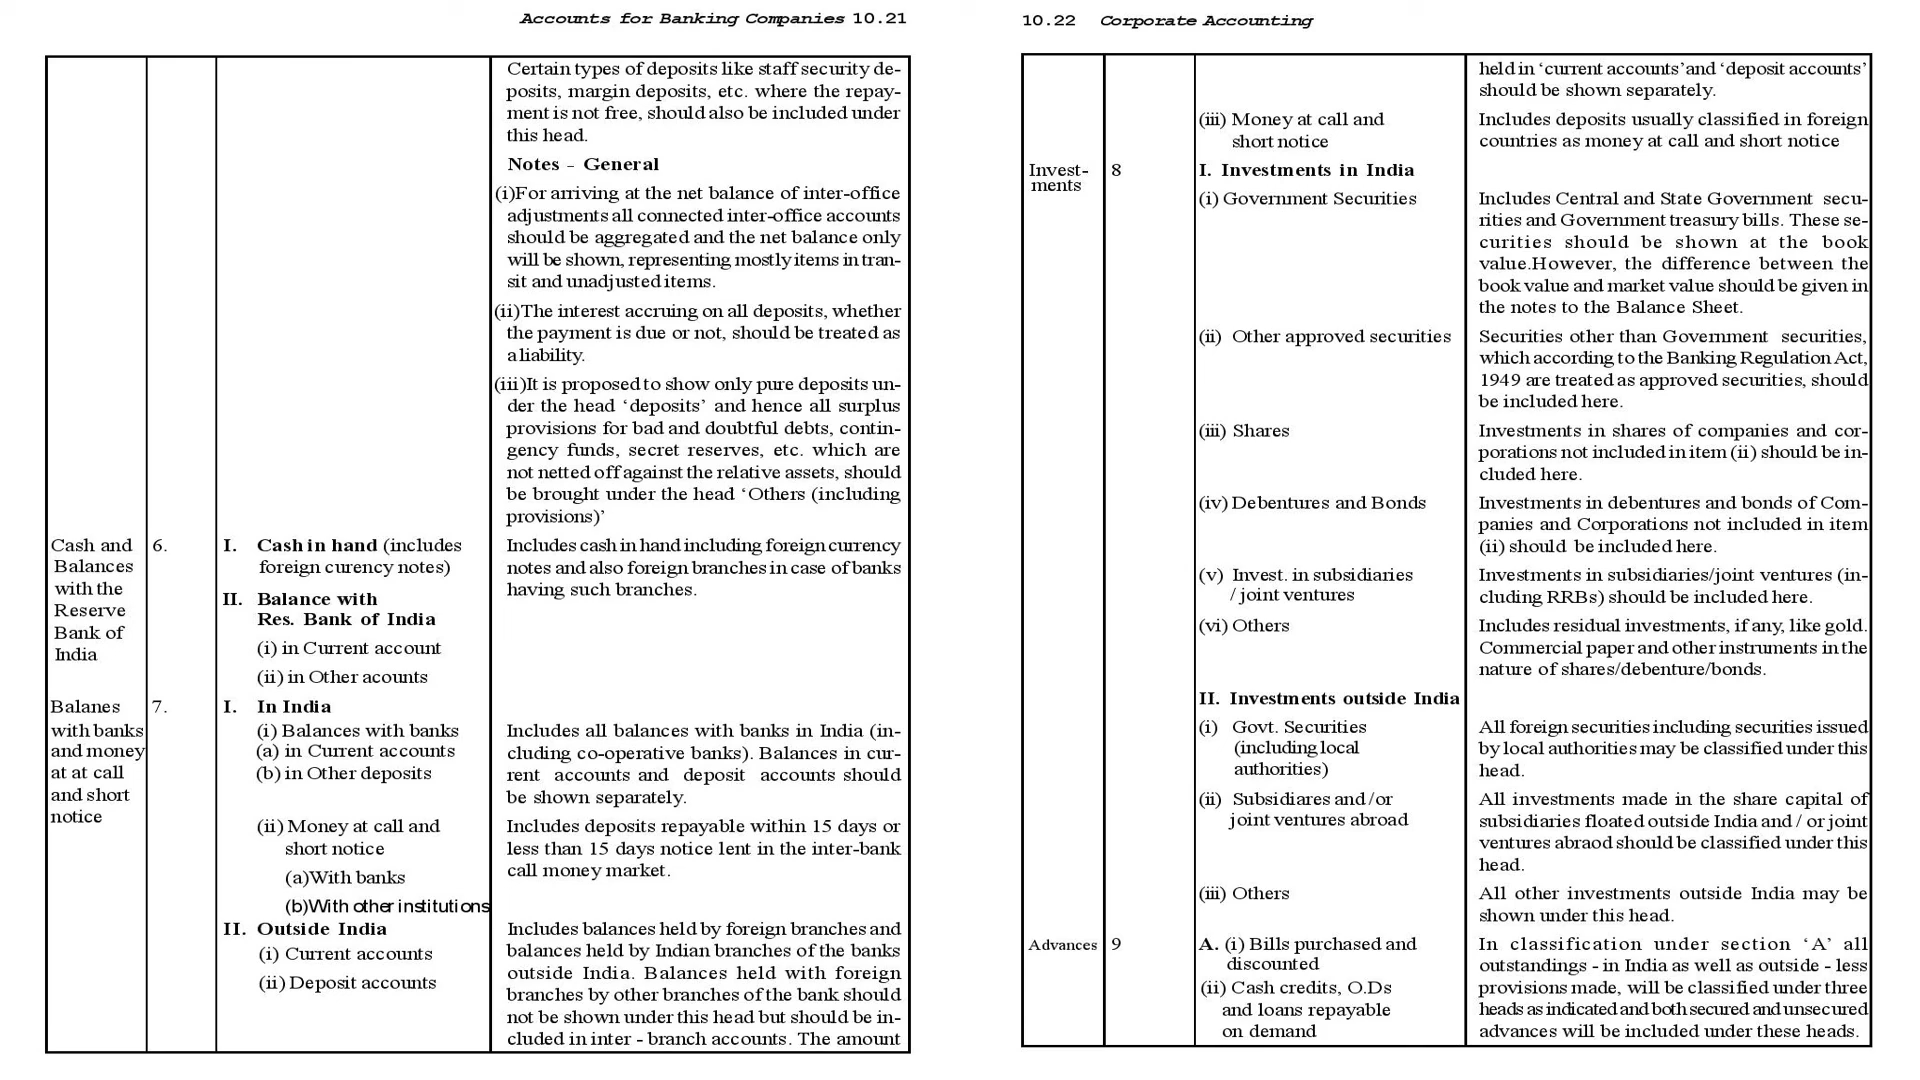 Accounts for Banking Companies 10.21
Certain types of deposits like staff security de-
posits, margin deposits, etc. where the repay-
ment is not free, should also be included under
this head.
Notes - General
(i)For arriving at the net balance of inter-office
adjustments all connected inter-office accounts
should be aggregated and the net balance only
will be shown, representing mostly items in tran-
sit and unadjusted items.
(ii)The interest accruing on all deposits, whether
the payment is due or not, should be treated as
a liability.
(iii)It is proposed to show only pure deposits un-
der the head ‘deposits’ and hence all surplus
provisions for bad and doubtful debts, contin-
gency funds, secret reserves, etc. which are
not netted off against the relative assets, should
be brought under the head ‘Others (including
provisions)’
Cash and 6. I. Cash in hand (includes Includes cash in hand including foreign currency
Balances foreign curency notes) notes and also foreign branches in case of banks
with the having such branches.
II. Balance with
Reserve Res. Bank of India
Bank of
India (i) in Current account
(ii) in Other acounts
Balanes 7. I. In India
with banks (i) Balances with banks Includes all balances with banks in India (in-
and money (a) in Current accounts cluding co-operative banks). Balances in cur-
at at call (b) in Other deposits rent accounts and deposit accounts should
and short be shown separately.
notice (ii) Money at call and Includes deposits repayable within 15 days or
short notice less than 15 days notice lent in the inter-bank
(a)With banks call money market.
(b)With other institutions
II. Outside India Includes balances held by foreign branches and
(i) Current accounts balances held by Indian branches of the banks
(ii) Deposit accounts outside India. Balances held with foreign
branches by other branches of the bank should
not be shown under this head but should be in-
cluded in inter - branch accounts. The amount
10.22 Corporate Accounting
held in ‘current accounts’and ‘deposit accounts’
should be shown separately.
(iii) Money at call and Includes deposits usually classified in foreign
short notice countries as money at call and short notice
Invest- 8 I. Investments in India
ments
(i) Government Securities Includes Central and State Government secu-
rities and Government treasury bills. These se-
curities should be shown at the book
value.However, the difference between the
book value and market value should be given in
the notes to the Balance Sheet.
(ii) Other approved securities Securities other than Government securities,
which according to the Banking Regulation Act,
1949 are treated as approved securities, should
be included here.
(iii) Shares Investments in shares of companies and cor-
porations not included in item (ii) should be in-
cluded here.
(iv) Debentures and Bonds Investments in debentures and bonds of Com-
panies and Corporations not included in item
(ii) should be included here.
(v) Invest. in subsidiaries Investments in subsidiaries/joint ventures (in-
/ joint ventures cluding RRBs) should be included here.
(vi) Others Includes residual investments, if any, like gold.
Commercial paper and other instruments in the
nature of shares/debenture/bonds.
II. Investments outside India
(i) Govt. Securities All foreign securities including securities issued
(including local by local authorities may be classified under this
authorities) head.
(ii) Subsidiares and /or All investments made in the share capital of
joint ventures abroad subsidiaries floated outside India and / or joint
ventures abraod should be classified under this
head.
(iii) Others All other investments outside India may be
shown under this head.
Advances 9 A. (i) Bills purchased and In classification under section ‘A’ all
discounted outstandings - in India as well as outside - less
(ii) Cash credits, O.Ds provisions made, will be classified under three
and loans repayable heads as indicated and both secured and unsecured
on demand advances will be included under these heads.